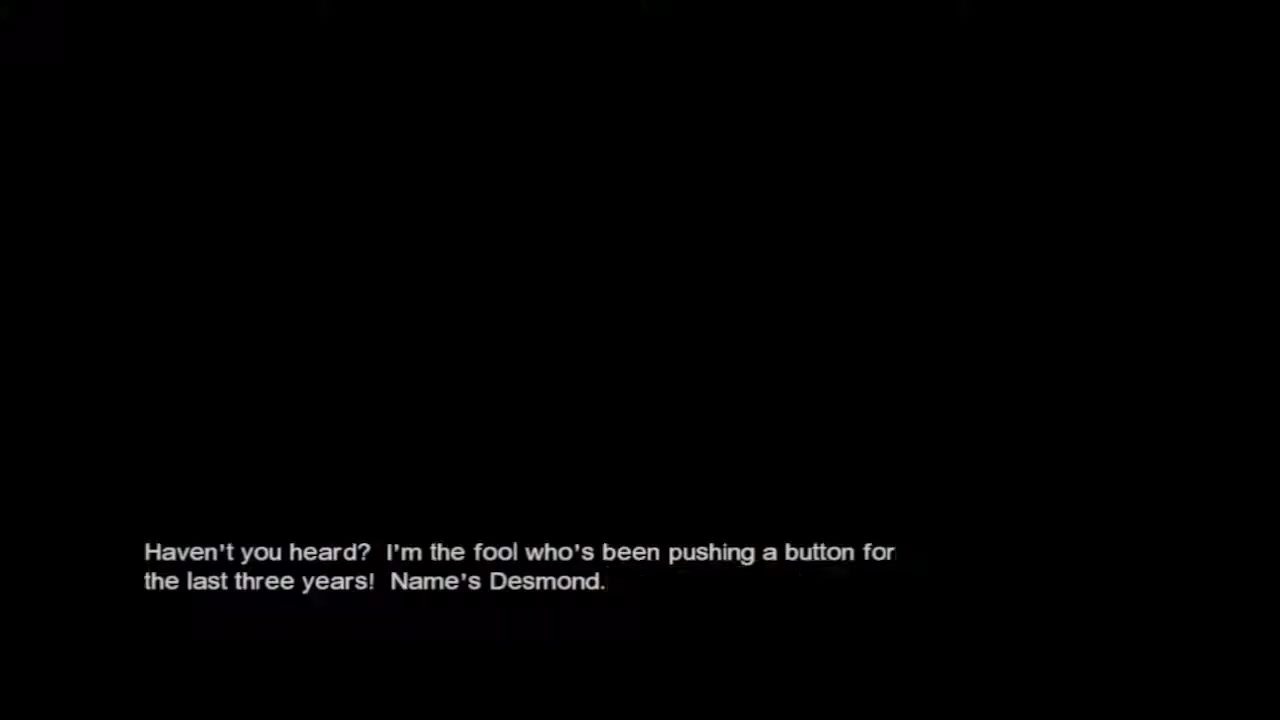 Haven't you heard?  I'm the fool who's been pushing a button for
the last three years!  Name's Desmond.